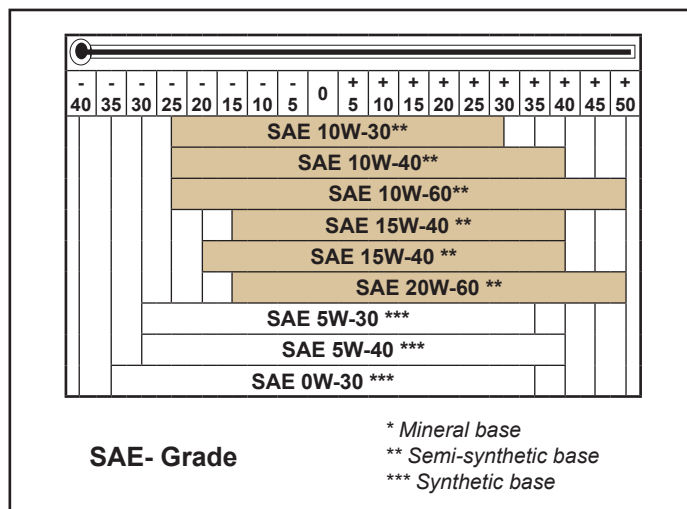 - - - - - - - - 0 + + + + + + + + + +
40 35 30 25 20 15 10 5 5 10 15 20 25 30 35 40 45 50
SAE 10W-30**
SAE 10W-40**
SAE 10W-60**
SAE 15W-40 **
SAE 15W-40 **
SAE 20W-60 **
SAE 5W-30 ***
SAE 5W-40 ***
SAE 0W-30 ***
* Mineral base
SAE- Grade
** Semi-synthetic base
*** Synthetic base